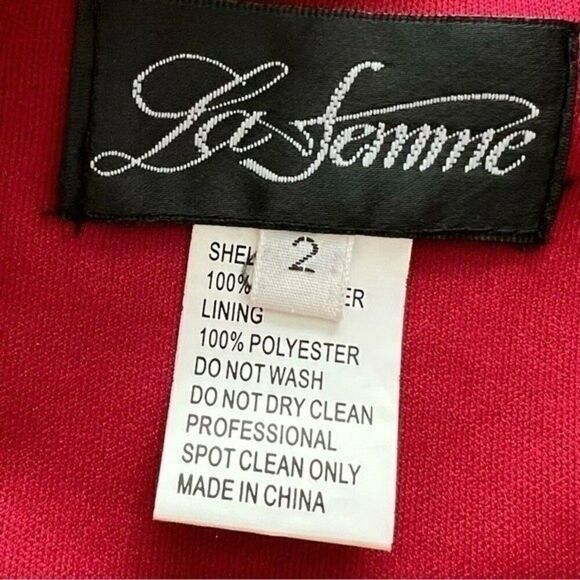 La Femme
2
100%
LINING
100% POLYESTER
DO NOT WASH
DO NOT DRY CLEAN
PROFESSIONAL
SPOT CLEAN ONLY
MADE IN CHINA